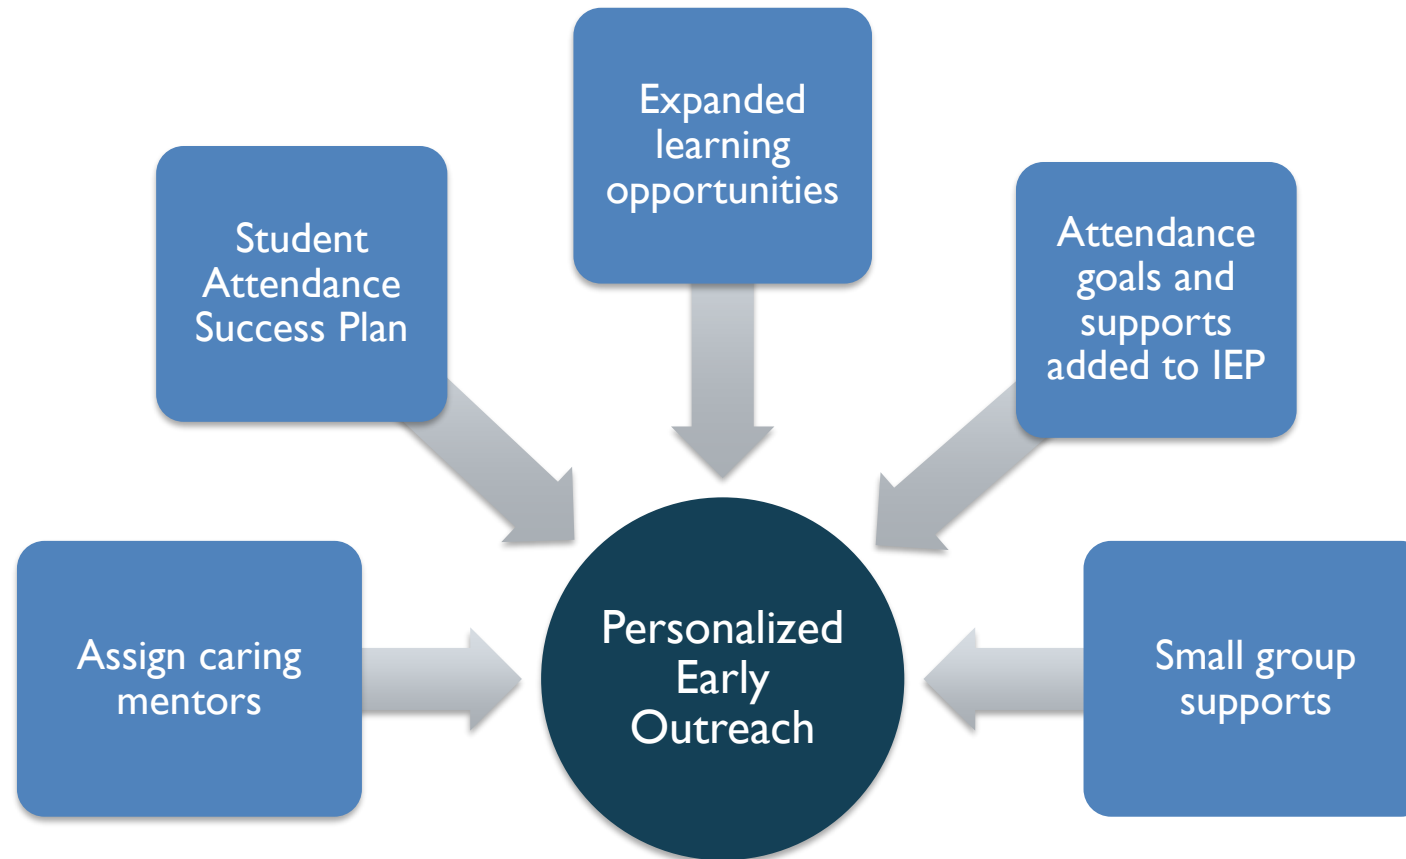 Expanded
learning
opportunities
Student
Attendance
Success Plan
Attendance
goals and
supports
added to IEP
Assign caring
mentors
Personalized
Early
Outreach
Small group
supports